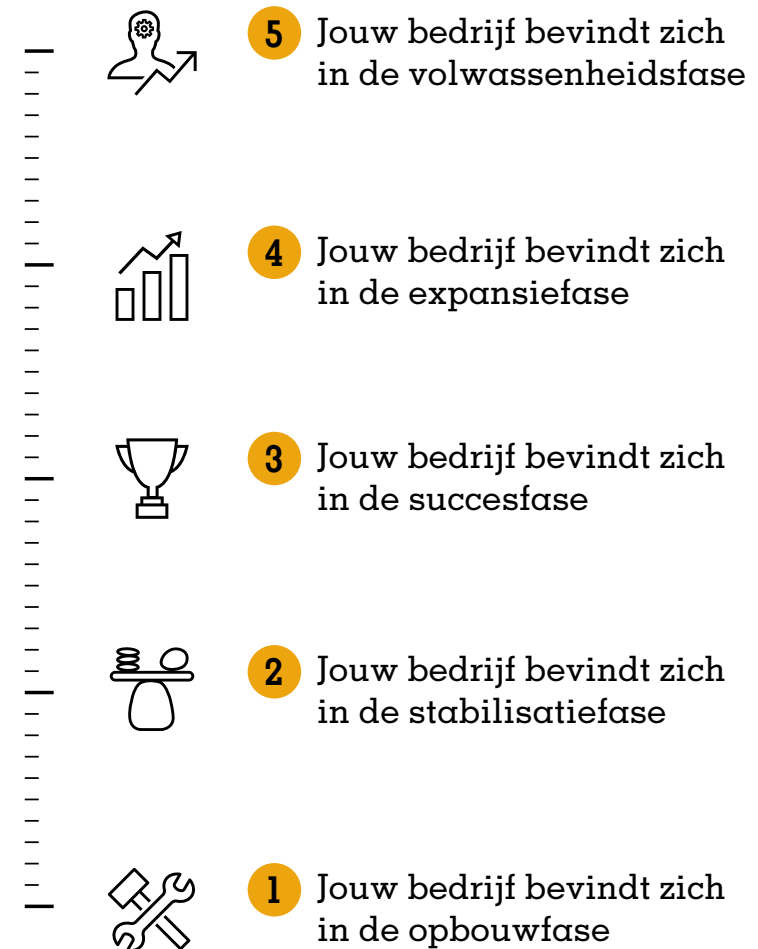 5 Jouw bedrijf bevindt zich
in de volwassenheidsfase
4 Jouw bedrijf bevindt zich
in de expansiefase
3 Jouw bedrijf bevindt zich
in de succesfase
2 Jouw bedrijf bevindt zich
in de stabilisatiefase
1 Jouw bedrijf bevindt zich
in de opbouwfase